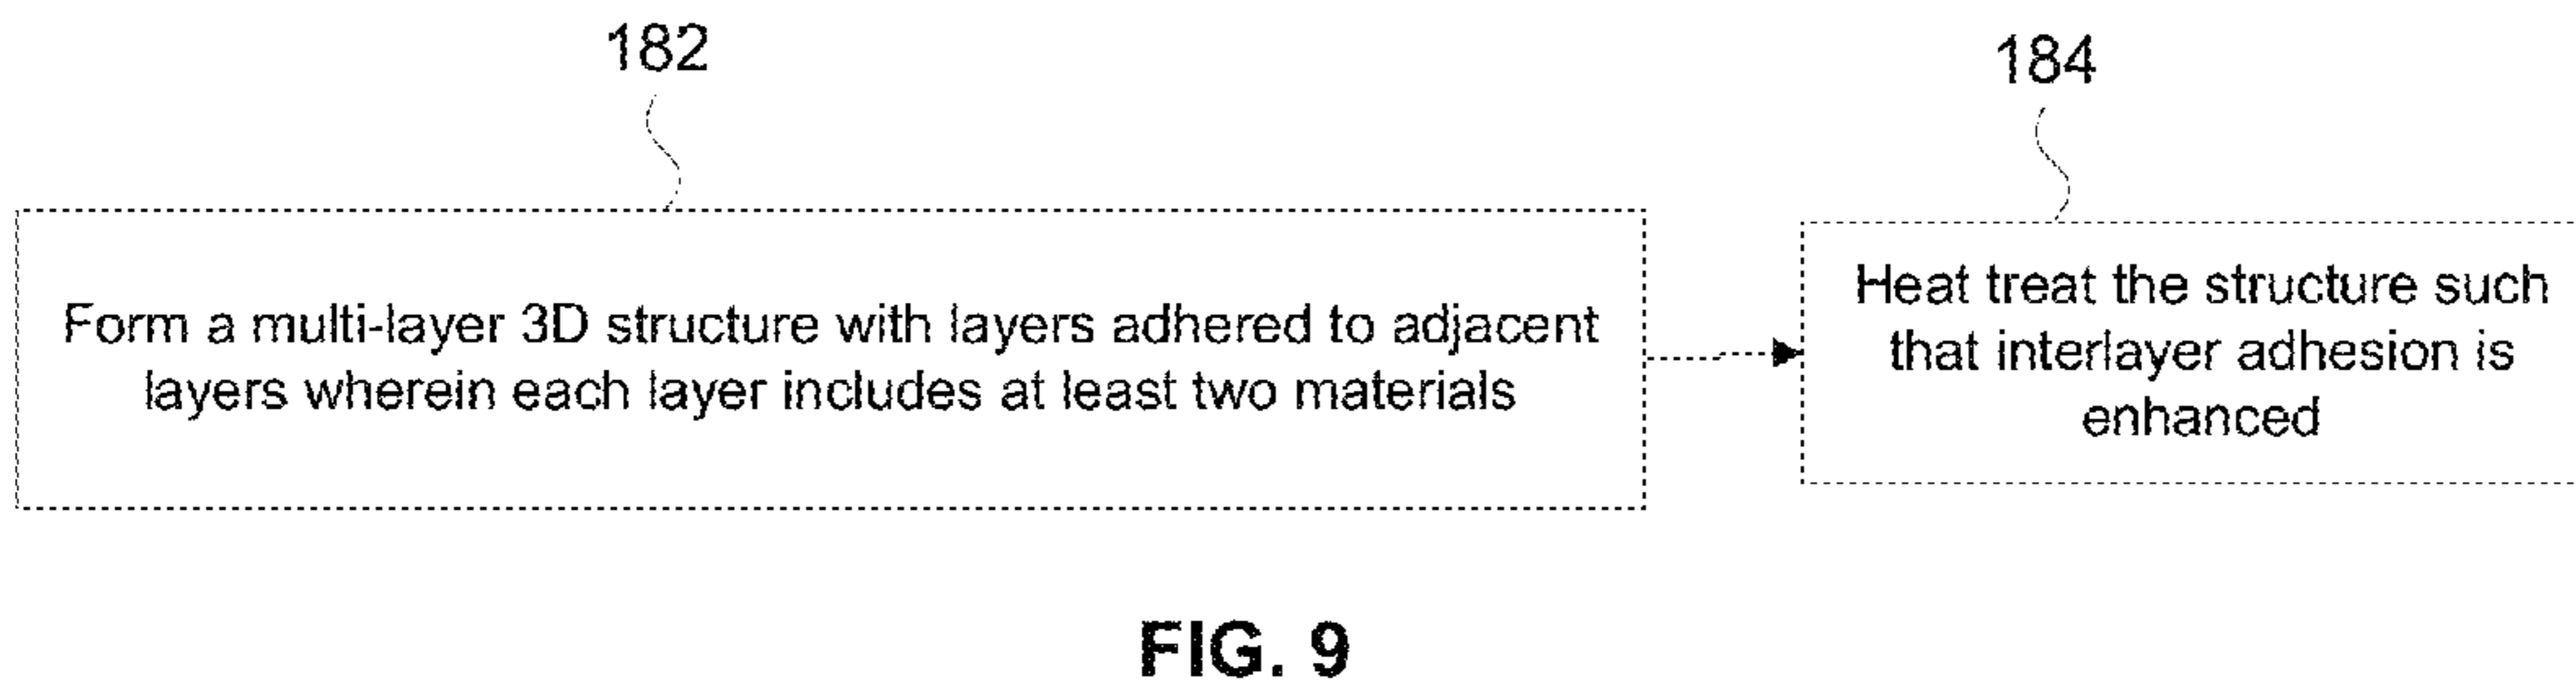 182
184
Form a multi-layer 3D structure with layers adhered to adjacent
layers wherein each layer includes at least two materials
Heat treat the structure such
that interlayer adhesion is
enhanced
FIG. 9